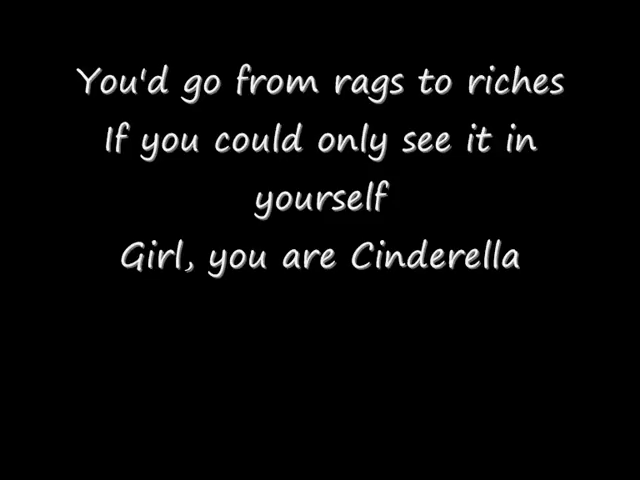 You'd go from rags to riches
If you could only see it in
yourself
Girl, you are Cinderella